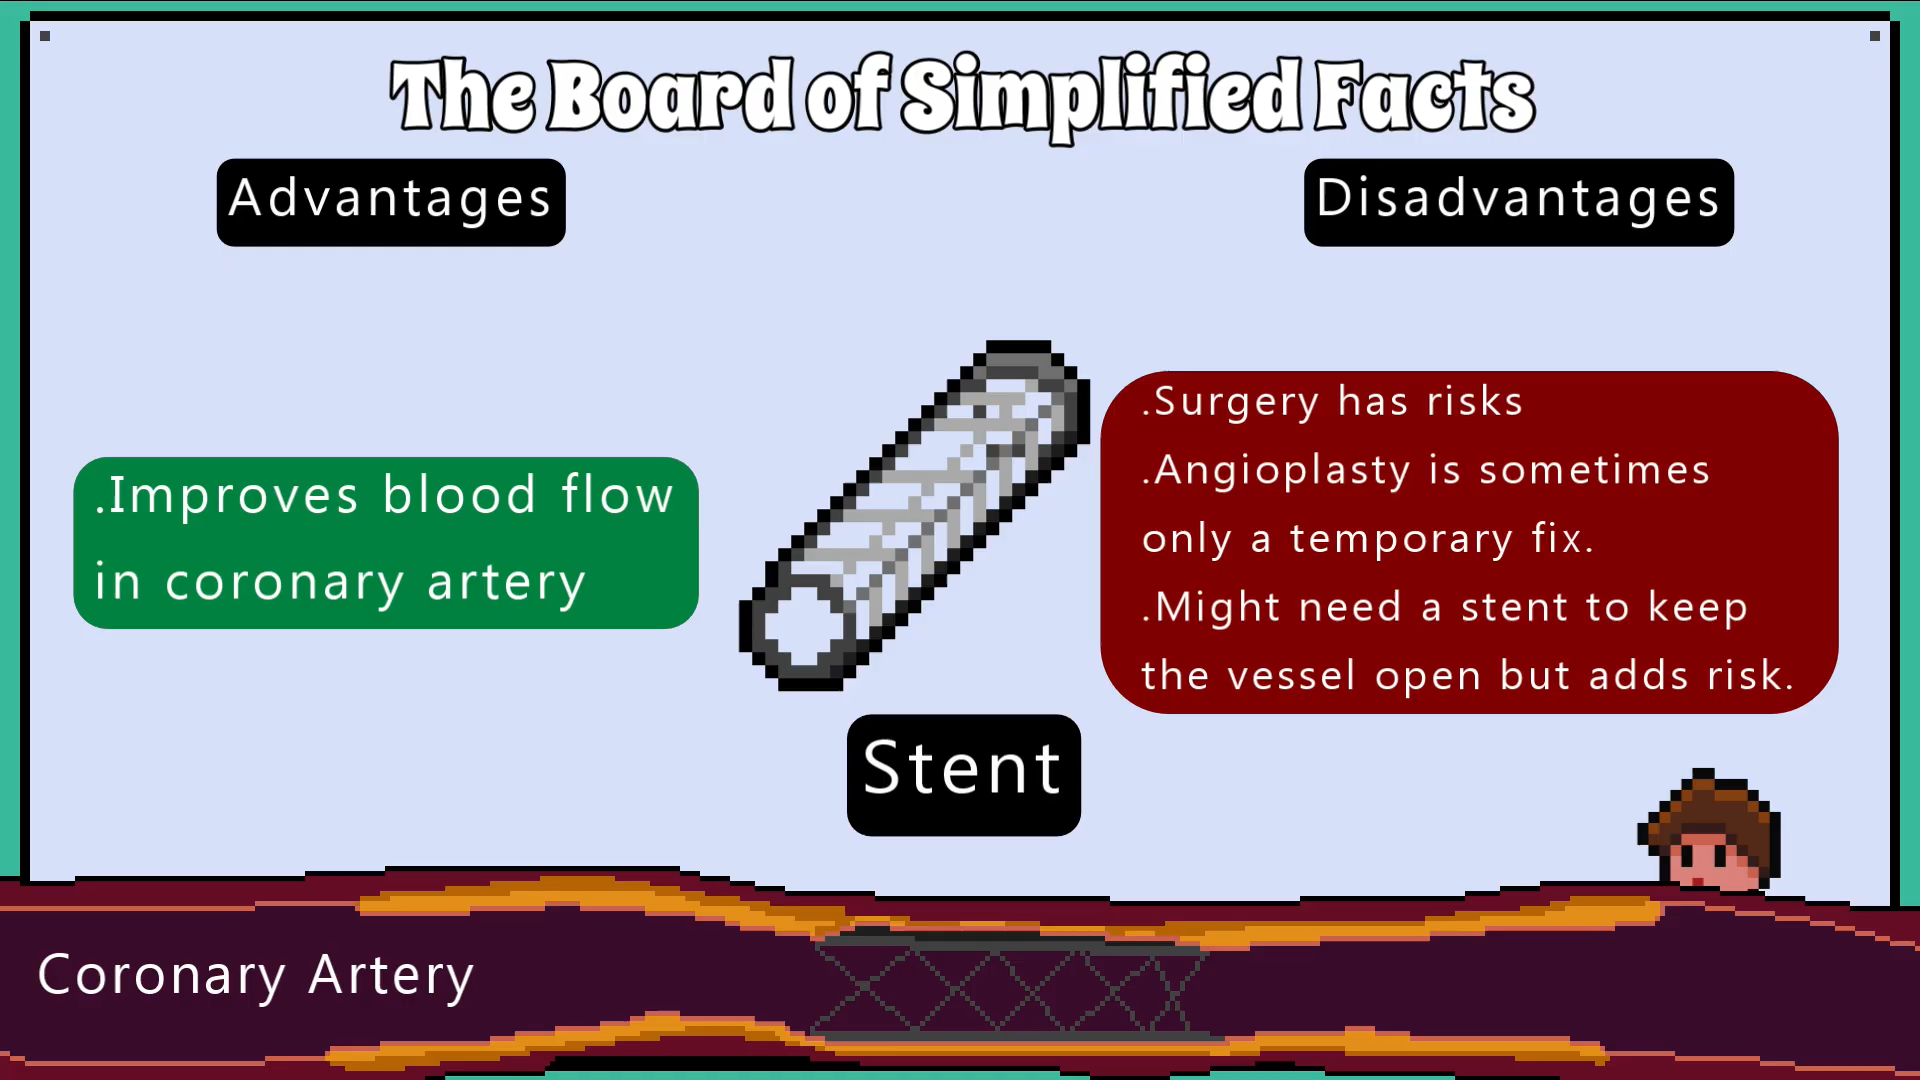 The Board of Simplified Facts
Advantages
Disadvantages
.Improves blood flow
in coronary artery
.Surgery has risks
.Angioplasty is sometimes
only a temporary fix.
.Might need a stent to keep
the vessel open but adds risk.
Stent
Coronary Artery